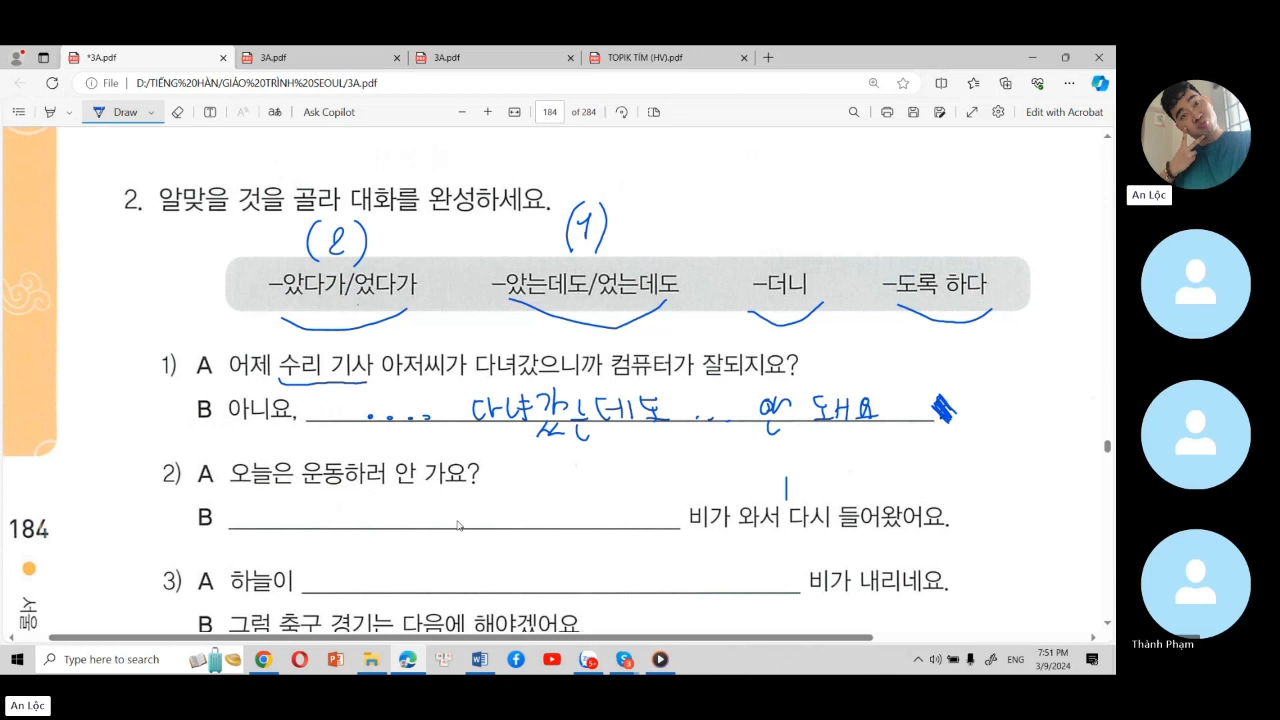 *3A.pdf
3A.pdf
3A.pdf
TOPIK TÍM (HV).pdf
File D:/TIẾNG%20HÀN/GIÁO%20TRÌNH%20SEOUL/3A.pdf
Draw
Ask Copilot
184 of 284
Edit with Acrobat
2. 알맞을 것을 골라 대화를 완성하세요.
(2) (1)
–았다가/었다가 –았는데도/었는데도 –더니 –도록 하다
1) A 어제 수리 기사 아저씨가 다녀갔으니까 컴퓨터가 잘되지요?
B 아니요, .... 다녀갔는데도 ... 안 돼요
2) A 오늘은 운동하러 안 가요?
B 비가 와서 다시 들어왔어요.
184
3) A 하늘이 비가 내리네요.
B 그럼 축구 경기는 다음에 해야겠어요
An Lộc
Thành Phạm
Type here to search
ENG
7:51 PM
3/9/2024
An Lộc